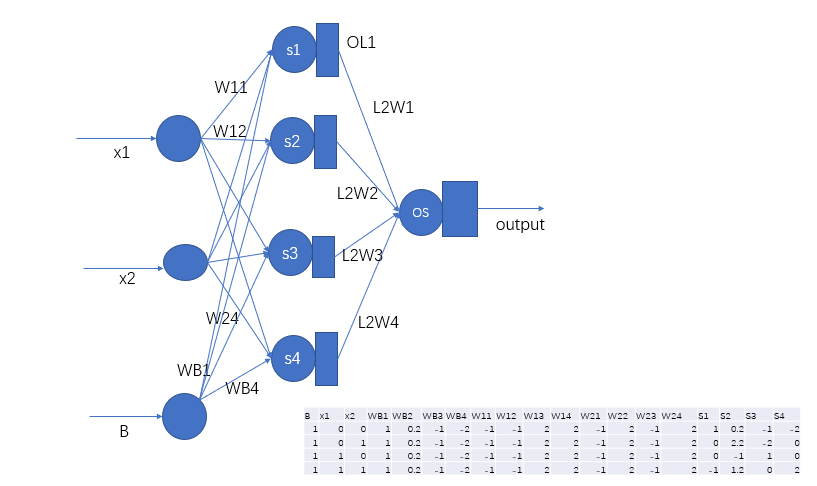 s1
OL1
W11
L2W1
W12
s2
x1
L2W2
OS
output
s3
L2W3
x2
W24
L2W4
s4
WB1
WB4
B
B x1 x2 WB1 WB2 WB3 WB4 W11 W12 W13 W14 W21 W22 W23 W24 S1 S2 S3 S4
1 0 0 1 0.2 -1 -2 -1 -1 2 2 -1 2 -1 2 1 0.2 -1 -2
1 0 1 1 0.2 -1 -2 -1 -1 2 2 -1 2 -1 2 0 2.2 -2 0
1 1 0 1 0.2 -1 -2 -1 -1 2 2 -1 2 -1 2 0 -1 1 0
1 1 1 1 0.2 -1 -2 -1 -1 2 2 -1 2 -1 2 -1 1.2 0 2